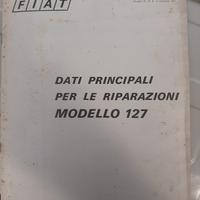 FIAT
DATI PRINCIPALI
PER LE RIPARAZIONI
MODELLO 127